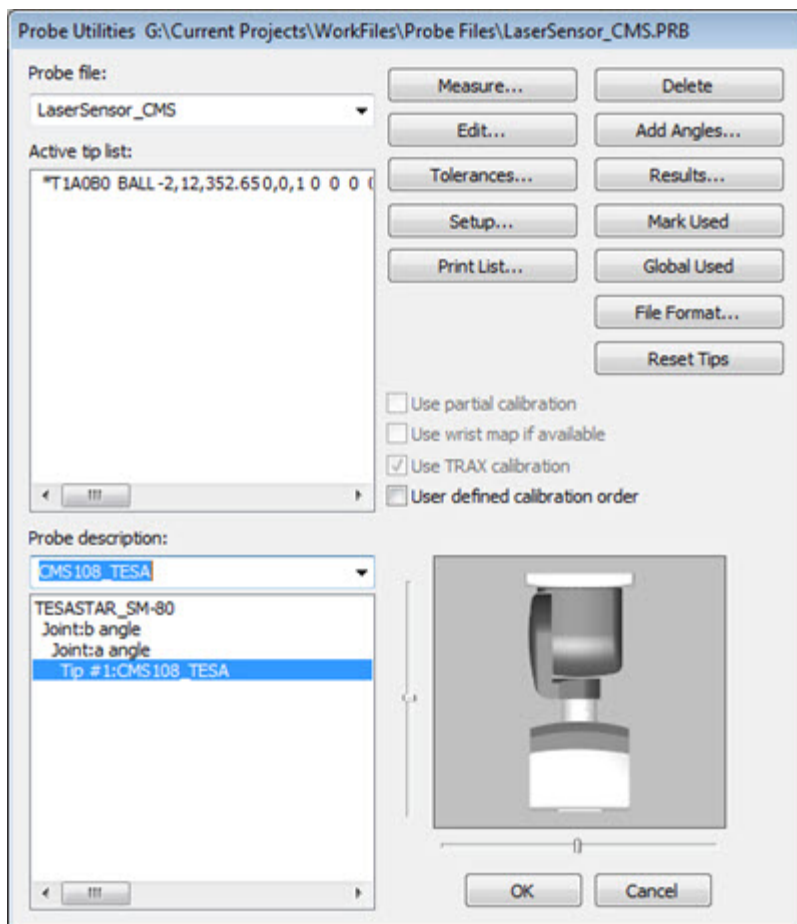 Probe Utilities G:\Current Projects\WorkFiles\Probe Files\LaserSensor_CMS.PRB
Probe file:
LaserSensor_CMS
Active tip list:
*T1A0B0 BALL -2,12,352.65 0,0,1 0 0 0
Measure...
Delete
Edit...
Add Angles...
Tolerances...
Results...
Setup...
Mark Used
Print List...
Global Used
File Format...
Reset Tips
Use partial calibration
Use wrist map if available
Use TRAX calibration
User defined calibration order
Probe description:
CMS108_TESA
TESASTAR_SM-80
Joint:b angle
Joint:a angle
Tip #1:CMS108_TESA
OK
Cancel